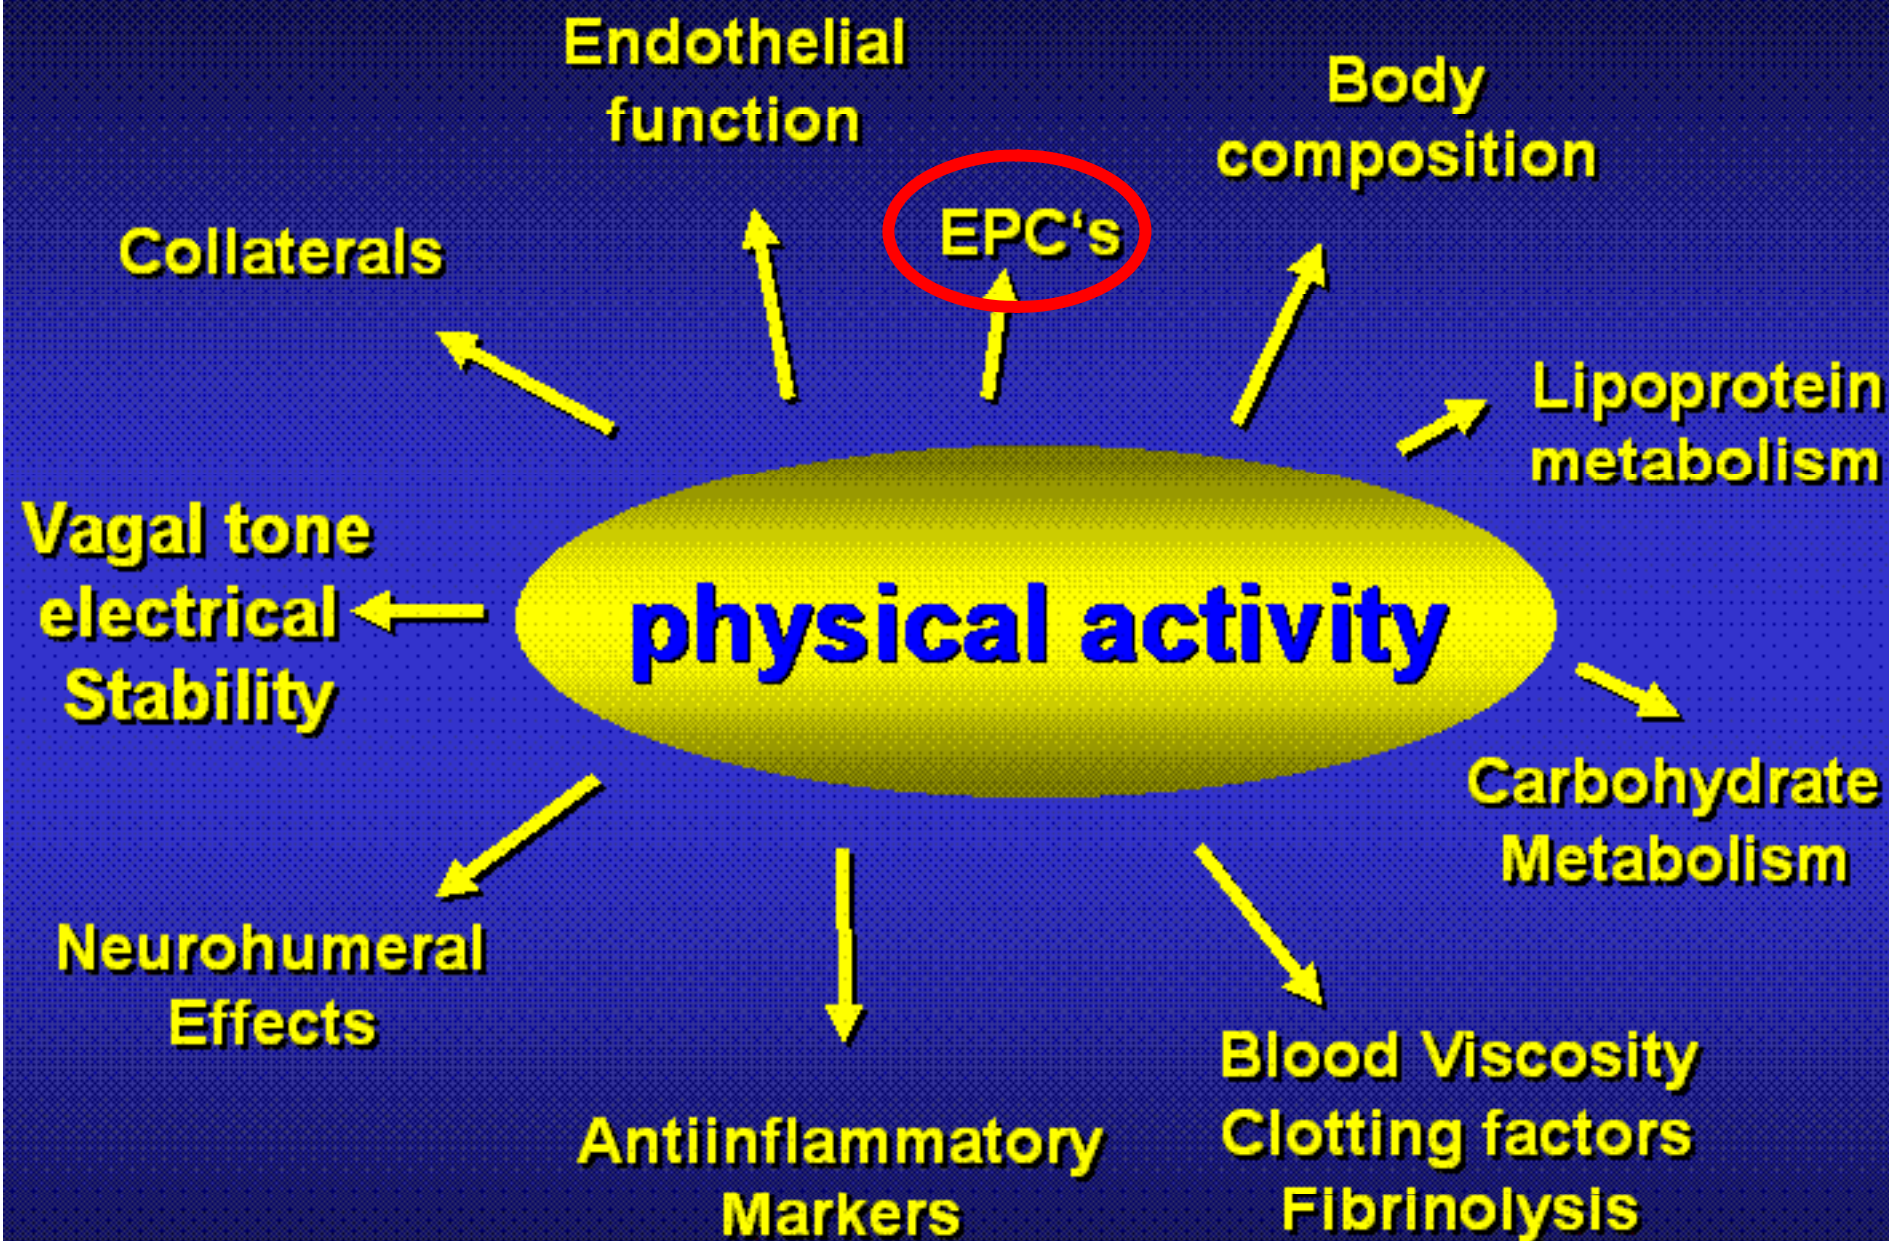 Endothelial
function
Body
composition
EPC‘s
Collaterals
Lipoprotein
metabolism
Vagal tone
electrical
Stability
physical activity
Carbohydrate
Metabolism
Neurohumeral
Effects
Antiinflammatory
Markers
Blood Viscosity
Clotting factors
Fibrinolysis